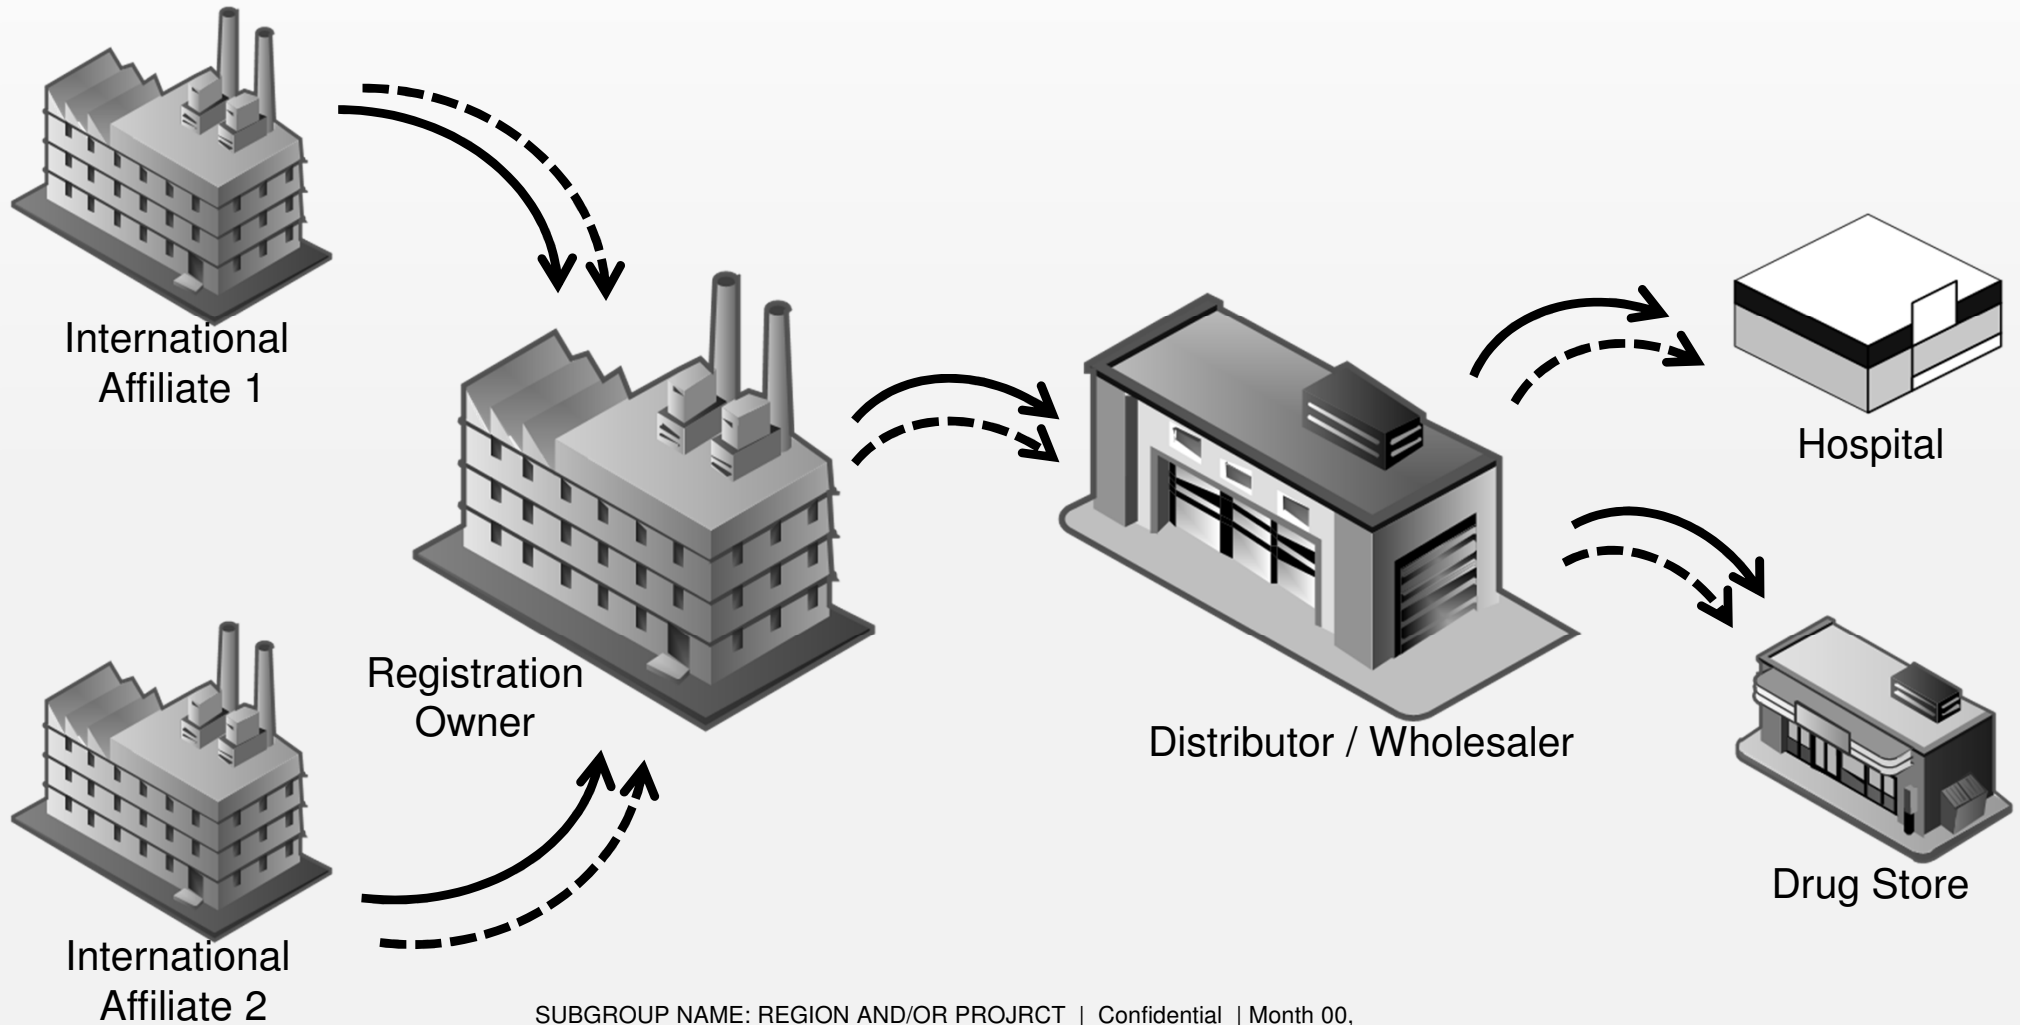 International
Affiliate 1
Hospital
Registration
Owner
Distributor / Wholesaler
Drug Store
International
Affiliate 2
SUBGROUP NAME: REGION AND/OR PROJRCT | Confidential | Month 00,